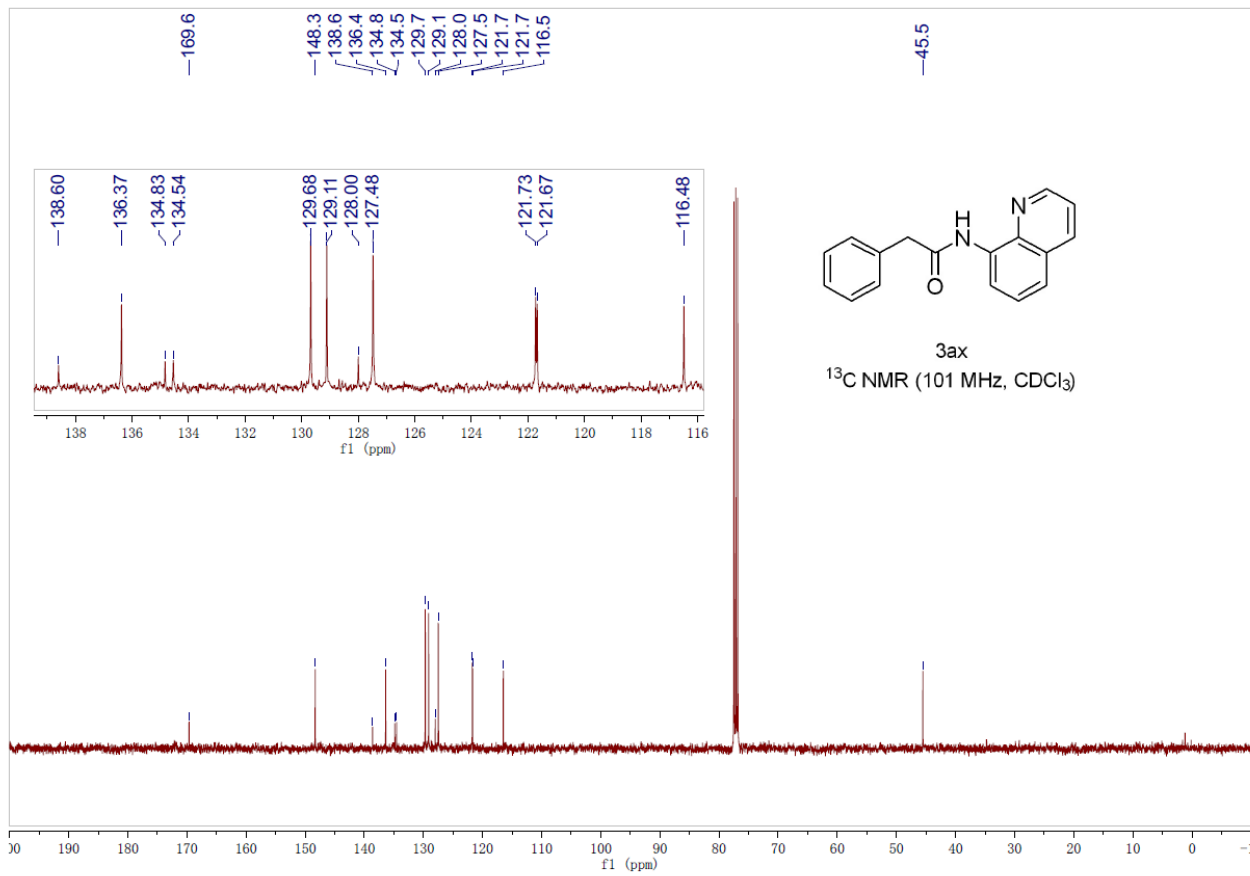 169.6 148.3 138.6 136.4 134.8 134.5 129.7 129.1 128.0 127.5 121.7 121.7 116.5 45.5
138.60 136.37 134.83 134.54 129.68 129.11 128.00 127.48 121.73 121.67 116.48
138 136 134 132 130 128 126 124 122 120 118 116
f1 (ppm)
H
N
O
N
3ax
¹³C NMR (101 MHz, CDCl₃)
190 180 170 160 150 140 130 120 110 100 90 80 70 60 50 40 30 20 10 0
f1 (ppm)